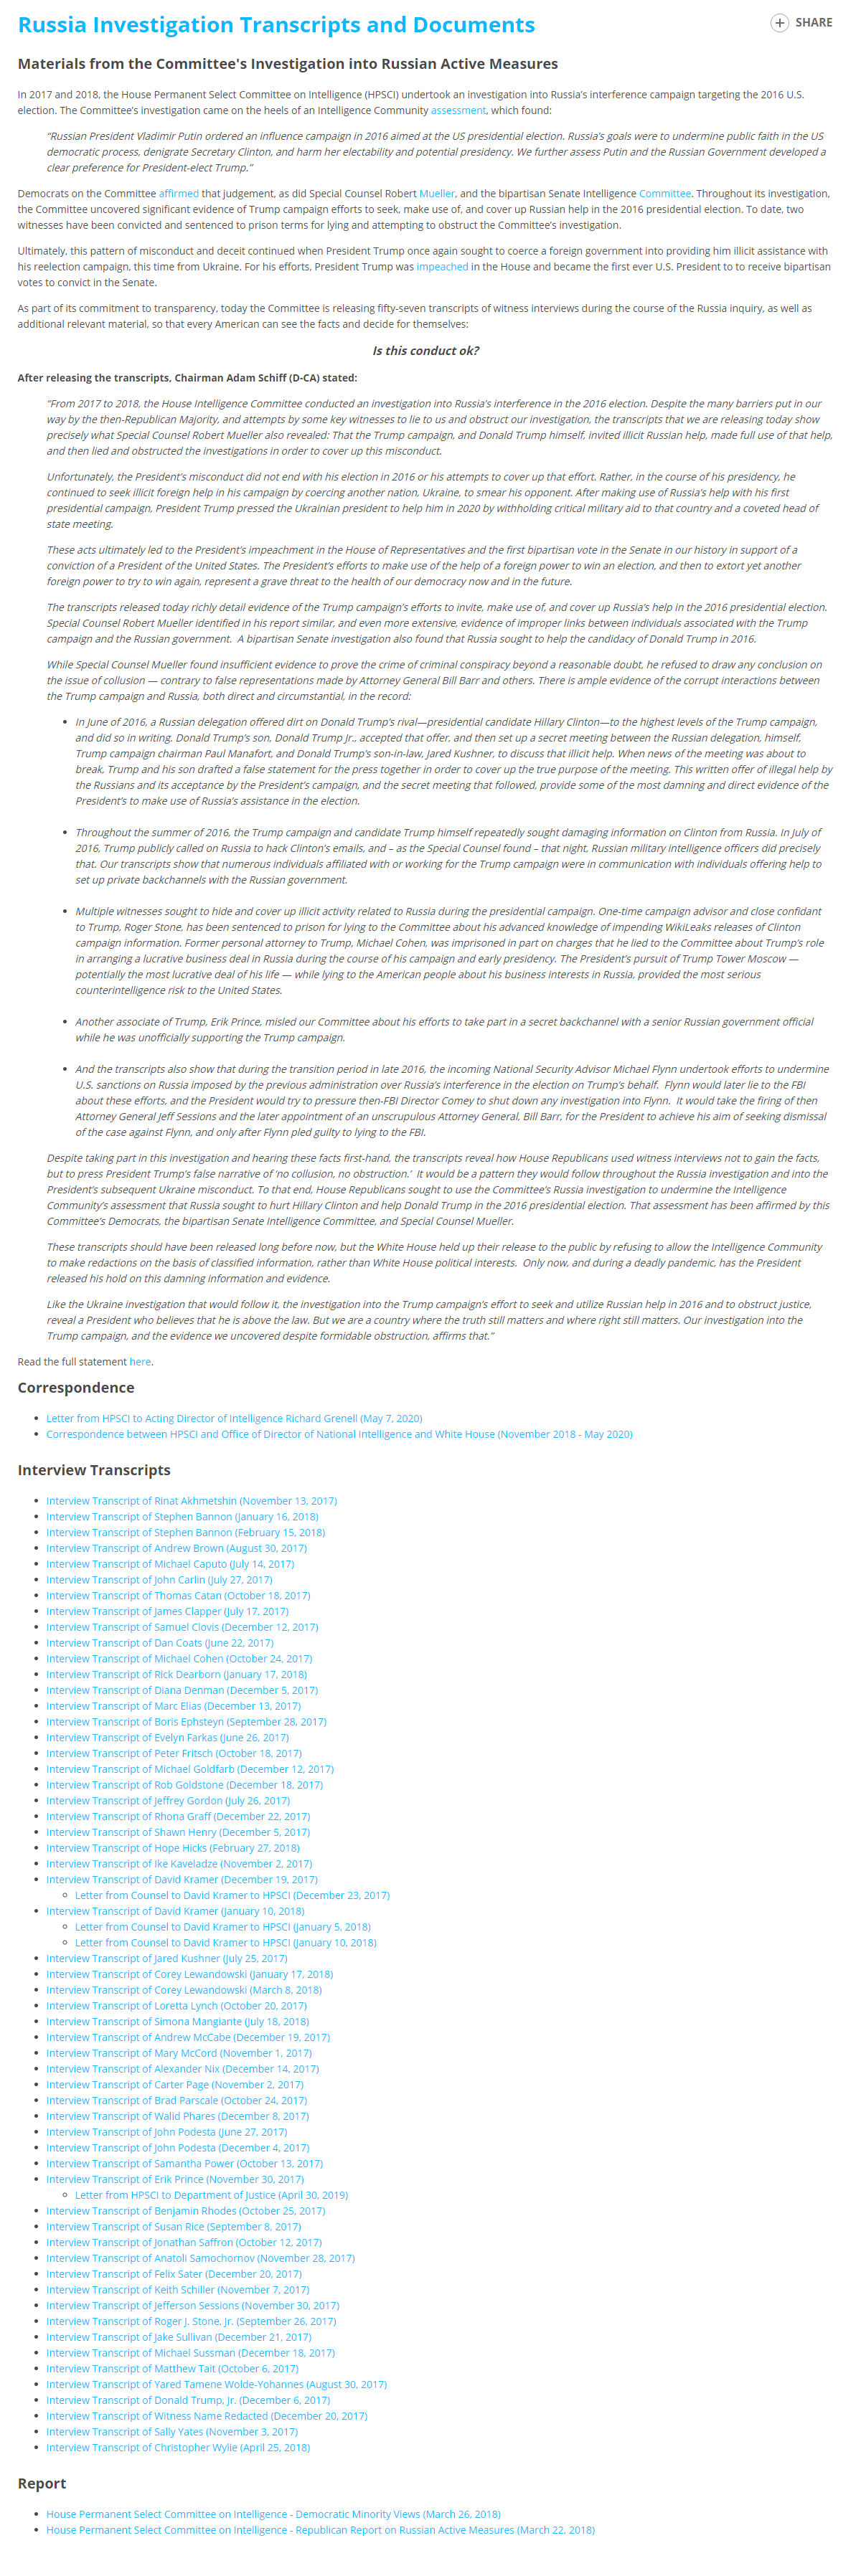 Russia Investigation Transcripts and Documents
SHARE
Materials from the Committee's Investigation into Russian Active Measures
In 2017 and 2018, the House Permanent Select Committee on Intelligence (HPSCI) undertook an investigation into Russia's interference campaign targeting the 2016 U.S.
election. The Committee's investigation came on the heels of an Intelligence Community assessment, which found:
"Russian President Vladimir Putin ordered an influence campaign in 2016 aimed at the US presidential election. Russia's goals were to undermine public faith in the US
democratic process, denigrate Secretary Clinton, and harm her electability and potential presidency. We further assess Putin and the Russian Government developed a
clear preference for President-elect Trump."
Democrats on the Committee affirmed that judgement, as did Special Counsel Robert Mueller, and the bipartisan Senate Intelligence Committee. Throughout its investigation,
the Committee uncovered significant evidence of Trump campaign efforts to seek, make use of, and cover up Russian help in the 2016 presidential election. To date, two
witnesses have been convicted and sentenced to prison terms for lying and attempting to obstruct the Committee's investigation.
Ultimately, this pattern of misconduct and deceit continued when President Trump once again sought to coerce a foreign government into providing him illicit assistance with
his reelection campaign, this time from Ukraine. For his efforts, President Trump was impeached in the House and became the first ever U.S. President to to receive bipartisan
votes to convict in the Senate.
As part of its commitment to transparency, today the Committee is releasing fifty-seven transcripts of witness interviews during the course of the Russia inquiry, as well as
additional relevant material, so that every American can see the facts and decide for themselves:
Is this conduct ok?
After releasing the transcripts, Chairman Adam Schiff (D-CA) stated:
"From 2017 to 2018, the House Intelligence Committee conducted an investigation into Russia's interference in the 2016 election. Despite the many barriers put in our
way by the then-Republican Majority, and attempts by some key witnesses to lie to us and obstruct our investigation, the transcripts that we are releasing today show
precisely what Special Counsel Robert Mueller also revealed: That the Trump campaign, and Donald Trump himself, invited illicit Russian help, made full use of that help,
and then lied and obstructed the investigations in order to cover up this misconduct.
Unfortunately, the President's misconduct did not end with his election in 2016 or his attempts to cover up that effort. Rather, in the course of his presidency, he
continued to seek illicit foreign help in his campaign by coercing another nation, Ukraine, to smear his opponent. After making use of Russia's help with his first
presidential campaign, President Trump pressed the Ukrainian president to help him in 2020 by withholding critical military aid to that country and a coveted head of
state meeting.
These acts ultimately led to the President's impeachment in the House of Representatives and the first bipartisan vote in the Senate in our history in support of a
conviction of a President of the United States. The President's efforts to make use of the help of a foreign power to win an election, and then to extort yet another
foreign power to try to win again, represent a grave threat to the health of our democracy now and in the future.
The transcripts released today richly detail evidence of the Trump campaign's efforts to invite, make use of, and cover up Russia's help in the 2016 presidential election.
Special Counsel Robert Mueller identified in his report similar, and even more extensive, evidence of improper links between individuals associated with the Trump
campaign and the Russian government. A bipartisan Senate investigation also found that Russia sought to help the candidacy of Donald Trump in 2016.
While Special Counsel Mueller found insufficient evidence to prove the crime of criminal conspiracy beyond a reasonable doubt, he refused to draw any conclusion on
the issue of collusion — contrary to false representations made by Attorney General Bill Barr and others. There is ample evidence of the corrupt interactions between
the Trump campaign and Russia, both direct and circumstantial, in the record:
• In June of 2016, a Russian delegation offered dirt on Donald Trump's rival—presidential candidate Hillary Clinton—to the highest levels of the Trump campaign,
and did so in writing. Donald Trump's son, Donald Trump Jr., accepted that offer, and then set up a secret meeting between the Russian delegation, himself,
Trump campaign chairman Paul Manafort, and Donald Trump's son-in-law, Jared Kushner, to discuss that illicit help. When news of the meeting was about to
break, Trump and his son drafted a false statement for the press together in order to cover up the true purpose of the meeting. This written offer of illegal help by
the Russians and its acceptance by the President's campaign, and the secret meeting that followed, provide some of the most damning and direct evidence of the
President's to make use of Russia's assistance in the election.
• Throughout the summer of 2016, the Trump campaign and candidate Trump himself repeatedly sought damaging information on Clinton from Russia. In July of
2016, Trump publicly called on Russia to hack Clinton's emails, and – as the Special Counsel found – that night, Russian military intelligence officers did precisely
that. Our transcripts show that numerous individuals affiliated with or working for the Trump campaign were in communication with individuals offering help to
set up private backchannels with the Russian government.
• Multiple witnesses sought to hide and cover up illicit activity related to Russia during the presidential campaign. One-time campaign advisor and close confidant
to Trump, Roger Stone, has been sentenced to prison for lying to the Committee about his advanced knowledge of impending WikiLeaks releases of Clinton
campaign information. Former personal attorney to Trump, Michael Cohen, was imprisoned in part on charges that he lied to the Committee about Trump's role
in arranging a lucrative business deal in Russia during the course of his campaign and early presidency. The President's pursuit of Trump Tower Moscow —
potentially the most lucrative deal of his life — while lying to the American people about his business interests in Russia, provided the most serious
counterintelligence risk to the United States.
• Another associate of Trump, Erik Prince, misled our Committee about his efforts to take part in a secret backchannel with a senior Russian government official
while he was unofficially supporting the Trump campaign.
• And the transcripts also show that during the transition period in late 2016, the incoming National Security Advisor Michael Flynn undertook efforts to undermine
U.S. sanctions on Russia imposed by the previous administration over Russia's interference in the election on Trump's behalf. Flynn would later lie to the FBI
about these efforts, and the President would try to pressure then-FBI Director Comey to shut down any investigation into Flynn. It would take the firing of then
Attorney General Jeff Sessions and the later appointment of an unscrupulous Attorney General, Bill Barr, for the President to achieve his aim of seeking dismissal
of the case against Flynn, and only after Flynn pled guilty to lying to the FBI.
Despite taking part in this investigation and hearing these facts first-hand, the transcripts reveal how House Republicans used witness interviews not to gain the facts,
but to press President Trump's false narrative of 'no collusion, no obstruction.' It would be a pattern they would follow throughout the Russia investigation and into the
President's subsequent Ukraine misconduct. To that end, House Republicans sought to use the Committee's Russia investigation to undermine the Intelligence
Community's assessment that Russia sought to hurt Hillary Clinton and help Donald Trump in the 2016 presidential election. That assessment has been affirmed by this
Committee's Democrats, the bipartisan Senate Intelligence Committee, and Special Counsel Mueller.
These transcripts should have been released long before now, but the White House held up their release to the public by refusing to allow the Intelligence Community
to make redactions on the basis of classified information, rather than White House political interests. Only now, and during a deadly pandemic, has the President
released his hold on this damning information and evidence.
Like the Ukraine investigation that would follow it, the investigation into the Trump campaign's effort to seek and utilize Russian help in 2016 and to obstruct justice,
reveal a President who believes that he is above the law. But we are a country where the truth still matters and where right still matters. Our investigation into the
Trump campaign, and the evidence we uncovered despite formidable obstruction, affirms that."
Read the full statement here.
Correspondence
• Letter from HPSCI to Acting Director of Intelligence Richard Grenell (May 7, 2020)
• Correspondence between HPSCI and Office of Director of National Intelligence and White House (November 2018 - May 2020)
Interview Transcripts
• Interview Transcript of Rinat Akhmetshin (November 13, 2017)
• Interview Transcript of Stephen Bannon (January 16, 2018)
• Interview Transcript of Stephen Bannon (February 15, 2018)
• Interview Transcript of Andrew Brown (August 30, 2017)
• Interview Transcript of Michael Caputo (July 14, 2017)
• Interview Transcript of John Carlin (July 27, 2017)
• Interview Transcript of Thomas Catan (October 18, 2017)
• Interview Transcript of James Clapper (July 17, 2017)
• Interview Transcript of Samuel Clovis (December 12, 2017)
• Interview Transcript of Dan Coats (June 22, 2017)
• Interview Transcript of Michael Cohen (October 24, 2017)
• Interview Transcript of Rick Dearborn (January 17, 2018)
• Interview Transcript of Diana Denman (December 5, 2017)
• Interview Transcript of Marc Elias (December 13, 2017)
• Interview Transcript of Boris Ephsteyn (September 28, 2017)
• Interview Transcript of Evelyn Farkas (June 26, 2017)
• Interview Transcript of Peter Fritsch (October 18, 2017)
• Interview Transcript of Michael Goldfarb (December 12, 2017)
• Interview Transcript of Rob Goldstone (December 18, 2017)
• Interview Transcript of Jeffrey Gordon (July 26, 2017)
• Interview Transcript of Rhona Graff (December 22, 2017)
• Interview Transcript of Shawn Henry (December 5, 2017)
• Interview Transcript of Hope Hicks (February 27, 2018)
• Interview Transcript of Ike Kaveladze (November 2, 2017)
• Interview Transcript of David Kramer (December 19, 2017)
◦ Letter from Counsel to David Kramer to HPSCI (December 23, 2017)
• Interview Transcript of David Kramer (January 10, 2018)
◦ Letter from Counsel to David Kramer to HPSCI (January 5, 2018)
◦ Letter from Counsel to David Kramer to HPSCI (January 10, 2018)
• Interview Transcript of Jared Kushner (July 25, 2017)
• Interview Transcript of Corey Lewandowski (January 17, 2018)
• Interview Transcript of Corey Lewandowski (March 8, 2018)
• Interview Transcript of Loretta Lynch (October 20, 2017)
• Interview Transcript of Simona Mangiante (July 18, 2018)
• Interview Transcript of Andrew McCabe (December 19, 2017)
• Interview Transcript of Mary McCord (November 1, 2017)
• Interview Transcript of Alexander Nix (December 14, 2017)
• Interview Transcript of Carter Page (November 2, 2017)
• Interview Transcript of Brad Parscale (October 24, 2017)
• Interview Transcript of Walid Phares (December 8, 2017)
• Interview Transcript of John Podesta (June 27, 2017)
• Interview Transcript of John Podesta (December 4, 2017)
• Interview Transcript of Samantha Power (October 13, 2017)
• Interview Transcript of Erik Prince (November 30, 2017)
◦ Letter from HPSCI to Department of Justice (April 30, 2019)
• Interview Transcript of Benjamin Rhodes (October 25, 2017)
• Interview Transcript of Susan Rice (September 8, 2017)
• Interview Transcript of Jonathan Saffron (October 12, 2017)
• Interview Transcript of Anatoli Samochornov (November 28, 2017)
• Interview Transcript of Felix Sater (December 20, 2017)
• Interview Transcript of Keith Schiller (November 7, 2017)
• Interview Transcript of Jefferson Sessions (November 30, 2017)
• Interview Transcript of Roger J. Stone, Jr. (September 26, 2017)
• Interview Transcript of Jake Sullivan (December 21, 2017)
• Interview Transcript of Michael Sussman (December 18, 2017)
• Interview Transcript of Matthew Tait (October 6, 2017)
• Interview Transcript of Yared Tamene Wolde-Yohannes (August 30, 2017)
• Interview Transcript of Donald Trump, Jr. (December 6, 2017)
• Interview Transcript of Witness Name Redacted (December 20, 2017)
• Interview Transcript of Sally Yates (November 3, 2017)
• Interview Transcript of Christopher Wylie (April 25, 2018)
Report
• House Permanent Select Committee on Intelligence - Democratic Minority Views (March 26, 2018)
• House Permanent Select Committee on Intelligence - Republican Report on Russian Active Measures (March 22, 2018)